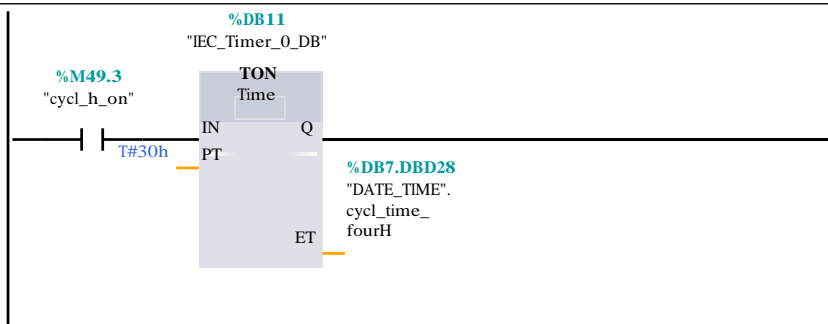 %DB11
"IEC_Timer_0_DB"
%M49.3
"cycl_h_on"
TON
Time
IN
Q
T#30h
PT
%DB7.DBD28
"DATE_TIME".
cycl_time_
fourH
ET